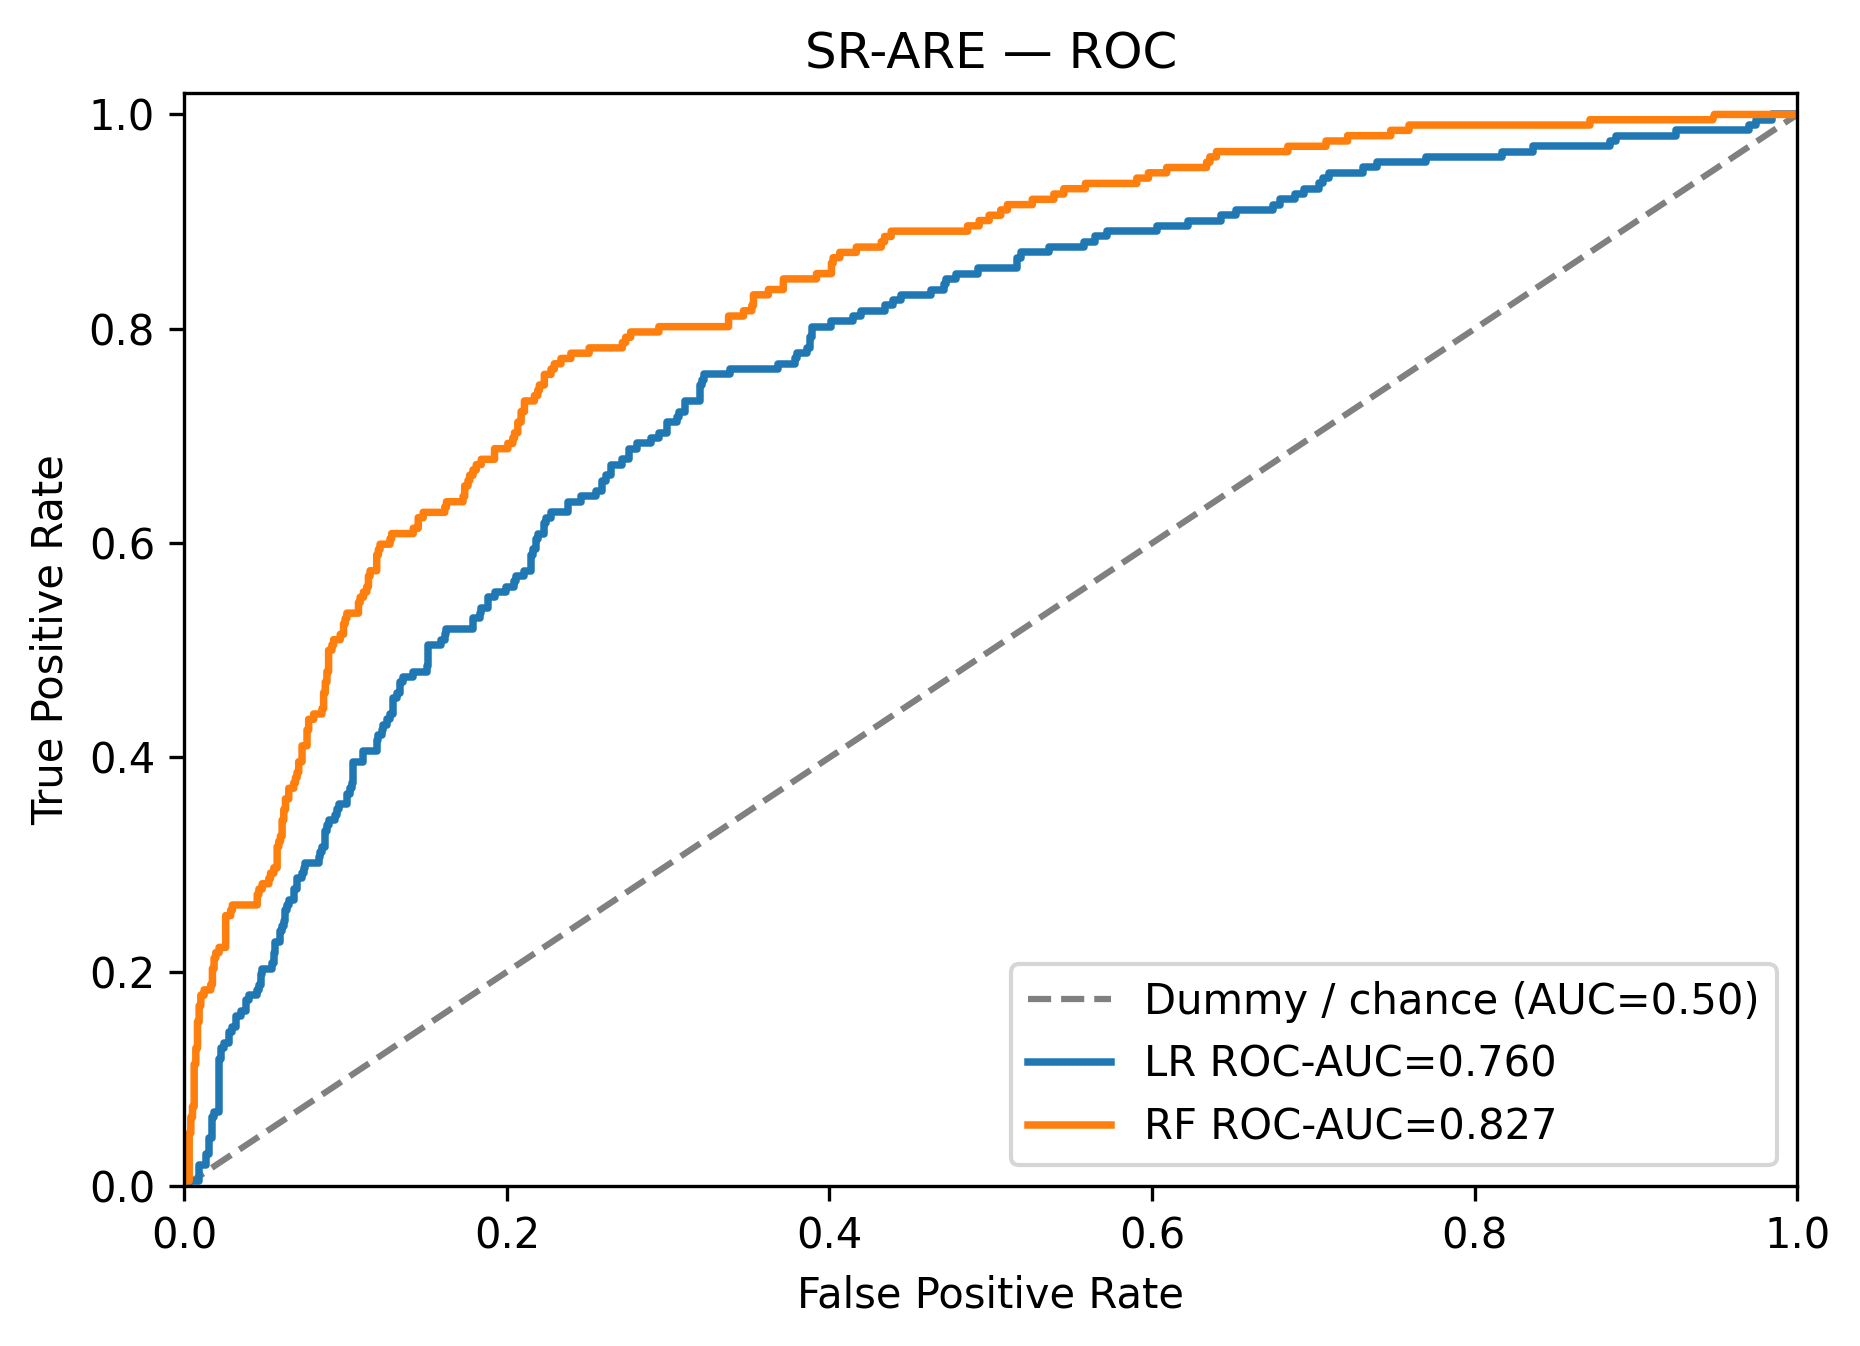 SR-ARE — ROC
1.0
0.8
0.6
0.4
0.2
0.0
True Positive Rate
0.0 0.2 0.4 0.6 0.8 1.0
False Positive Rate
Dummy / chance (AUC=0.50)
LR ROC-AUC=0.760
RF ROC-AUC=0.827